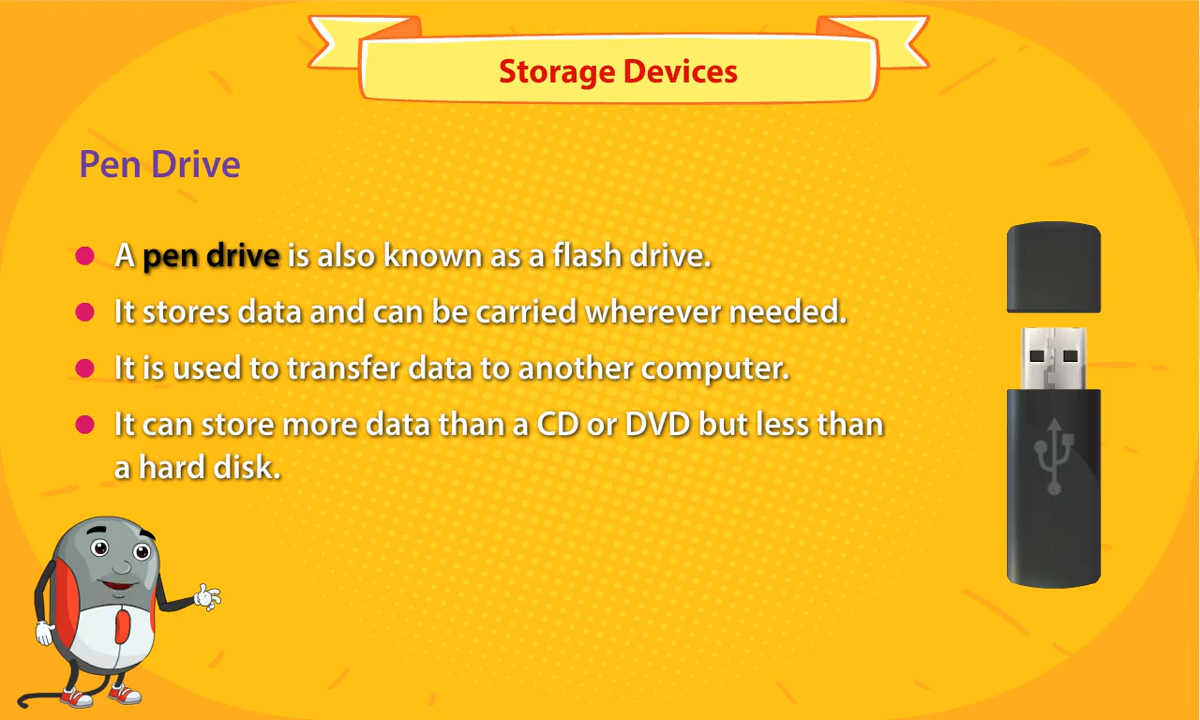 Storage Devices
Pen Drive
A pen drive is also known as a flash drive.
It stores data and can be carried wherever needed.
It is used to transfer data to another computer.
It can store more data than a CD or DVD but less than
a hard disk.